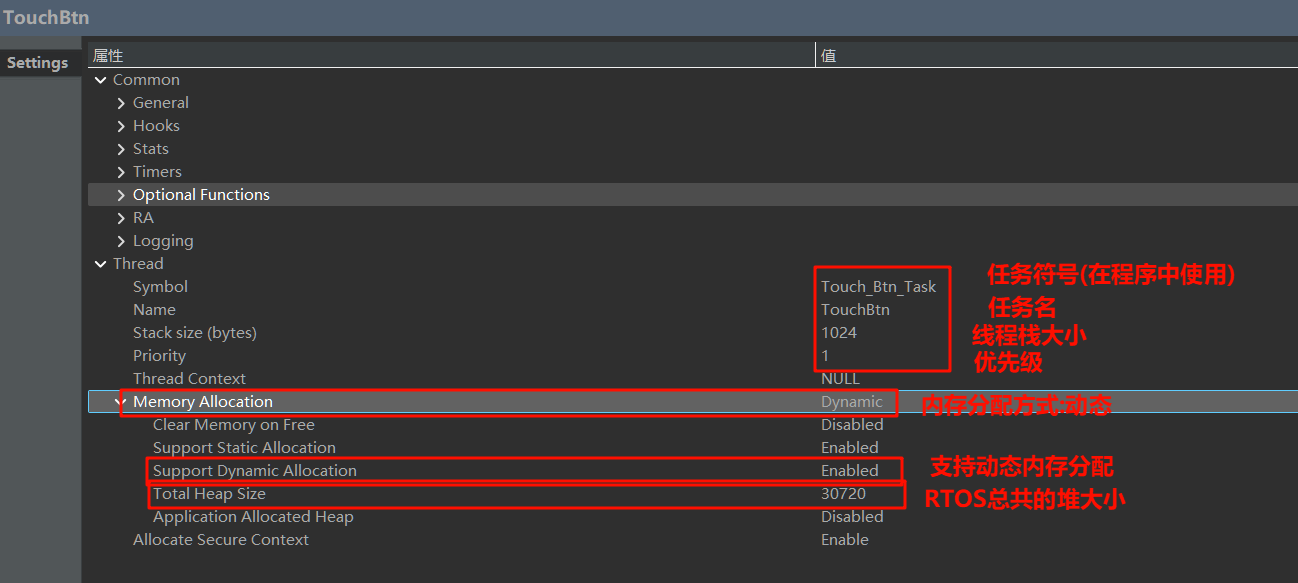 TouchBtn
Settings
属性 值
Common
General
Hooks
Stats
Timers
Optional Functions
RA
Logging
Thread
Symbol Touch_Btn_Task 任务符号(在程序中使用)
Name TouchBtn 任务名
Stack size (bytes) 1024 线程栈大小
Priority 1 优先级
Thread Context NULL
Memory Allocation Dynamic 内存分配方式:动态
Clear Memory on Free Disabled
Support Static Allocation Enabled
Support Dynamic Allocation Enabled 支持动态内存分配
Total Heap Size 30720 RTOS总共的堆大小
Application Allocated Heap Disabled
Allocate Secure Context Enable